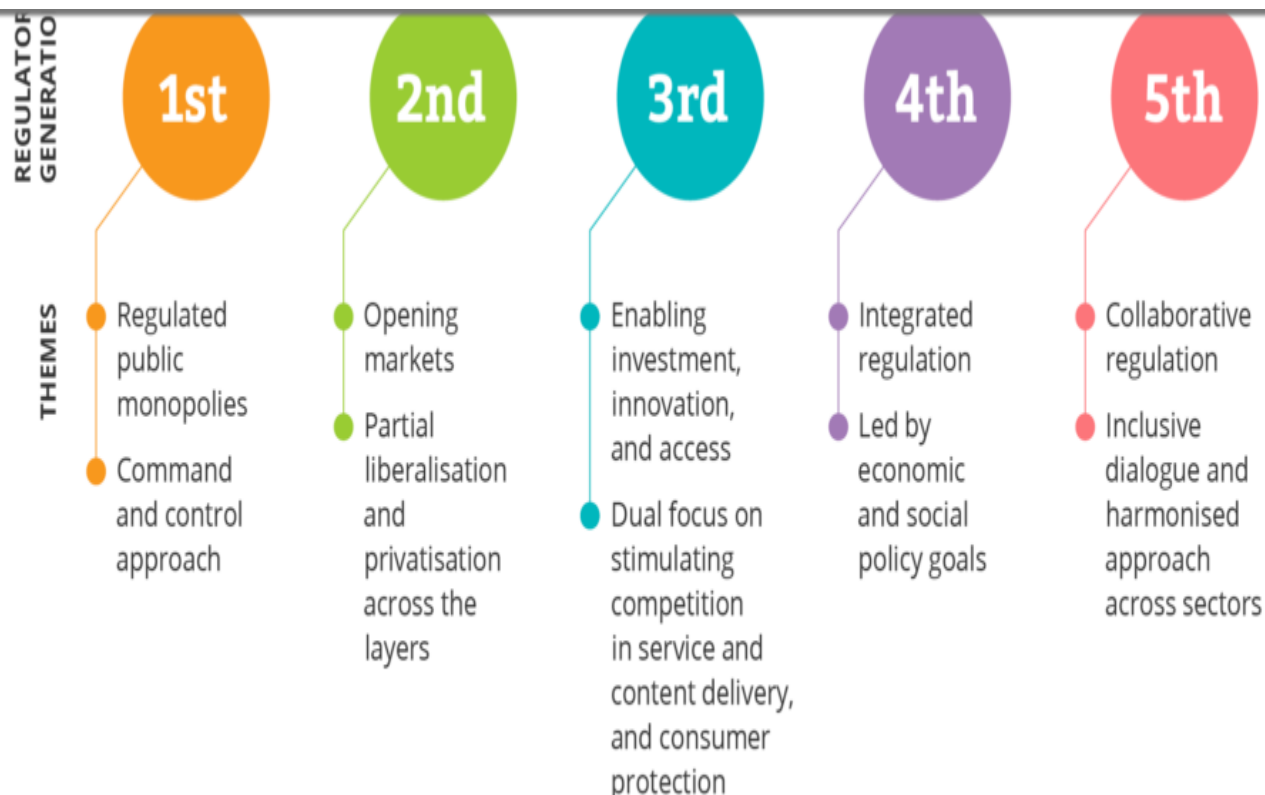 REGULATOR
GENERATIO
1st
2nd
3rd
4th
5th
THEMES
Regulated
public
monopolies
Command
and control
approach
Opening
markets
Partial
liberalisation
and
privatisation
across the
layers
Enabling
investment,
innovation,
and access
Dual focus on
stimulating
competition
in service and
content delivery,
and consumer
protection
Integrated
regulation
Led by
economic
and social
policy goals
Collaborative
regulation
Inclusive
dialogue and
harmonised
approach
across sectors